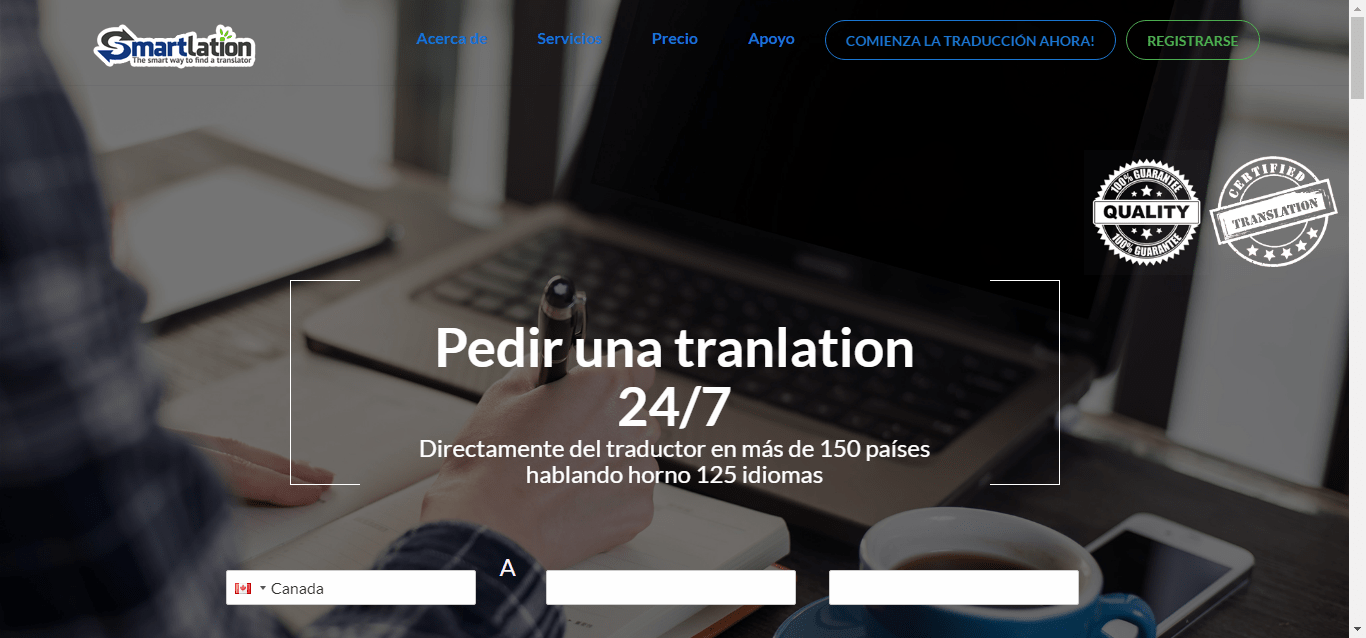 Smartlation
The smart way to find a translator
Acerca de
Servicios
Precio
Apoyo
COMIENZA LA TRADUCCIÓN AHORA!
REGISTRARSE
100% GUARANTEE
QUALITY
100% GUARANTEE
CERTIFIED
TRANSLATION
Pedir una tranlation
24/7
Directamente del traductor en más de 150 países
hablando horno 125 idiomas
A
Canada